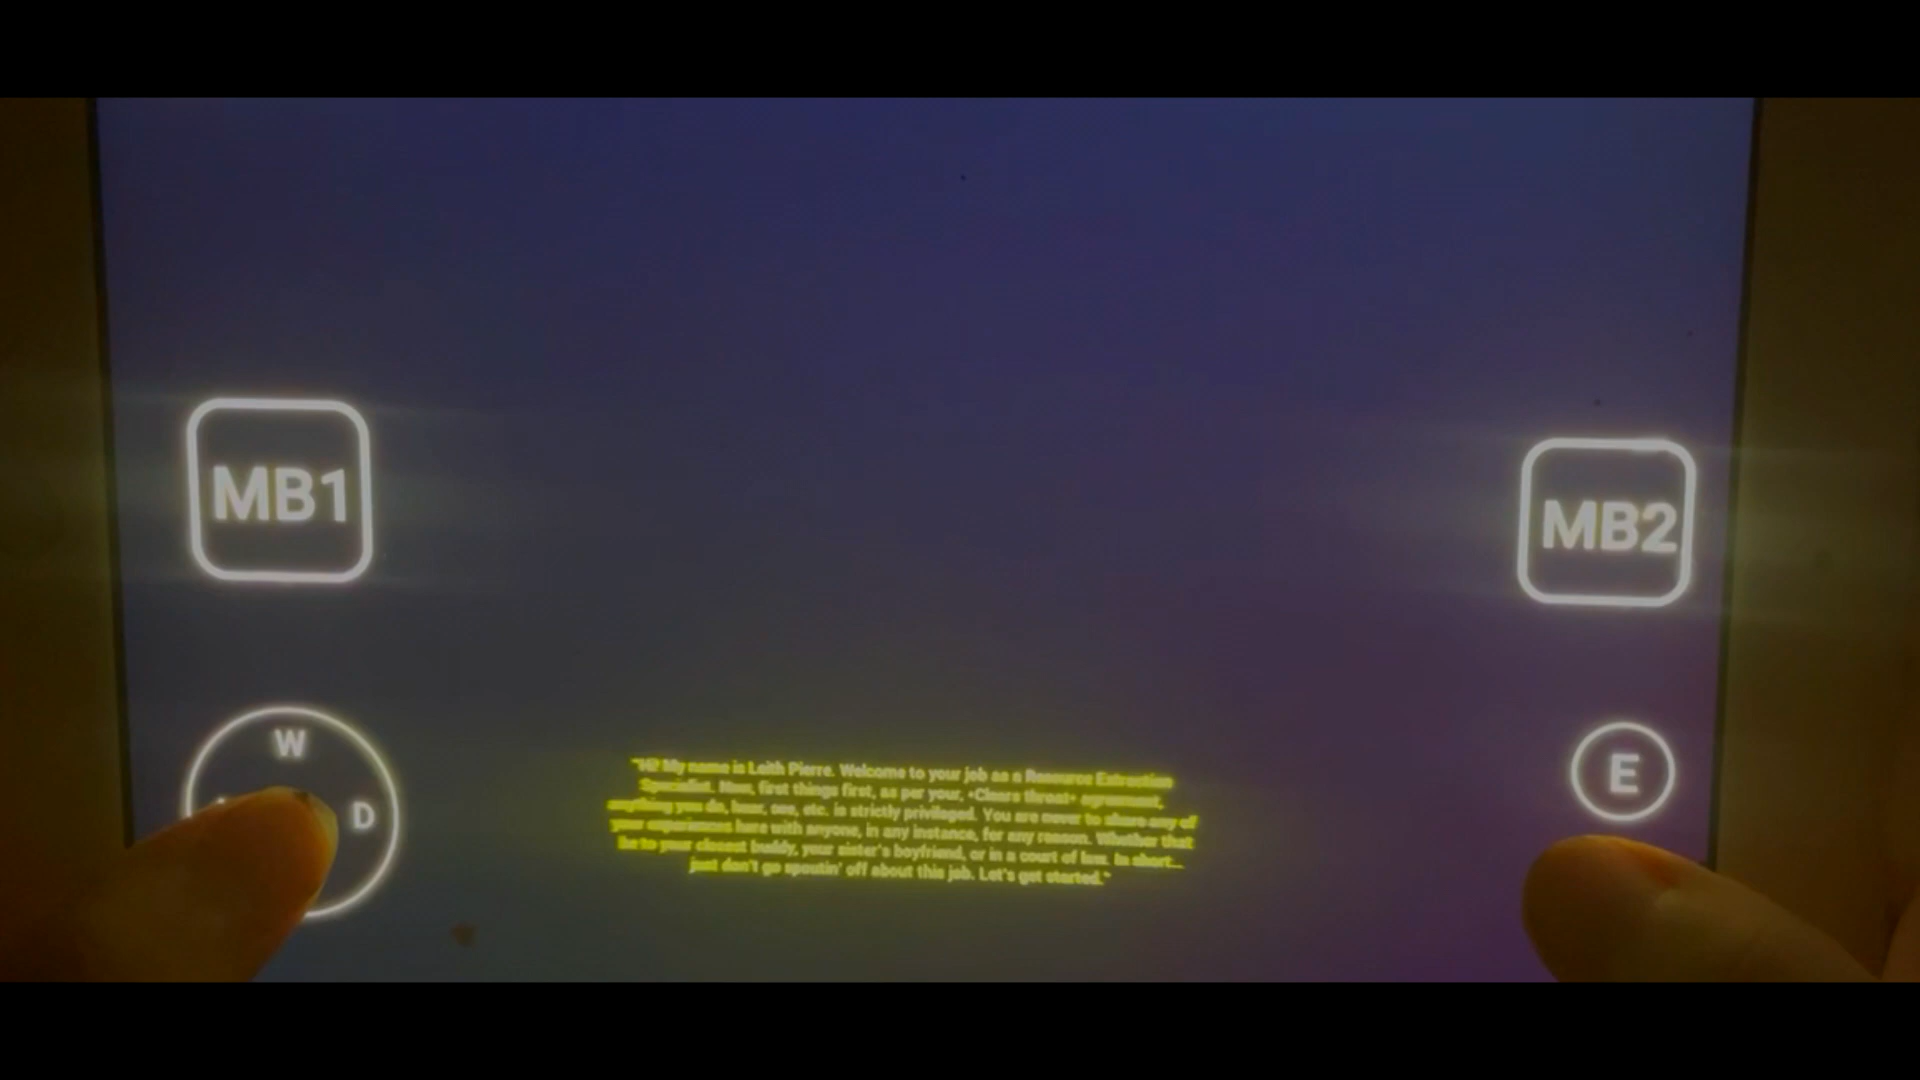 MB1
MB2
W
D
E
"Hi! My name is Leith Pierre. Welcome to your job as a Resource Extraction
Specialist. Now, first things first, as per your, *Clears throat* agreement,
anything you do, hear, see, etc. is strictly privileged. You are never to share any of
your experiences here with anyone, in any instance, for any reason. Whether that
be to your closest buddy, your sister's boyfriend, or in a court of law. In short...
just don't go spoutin' off about this job. Let's get started."